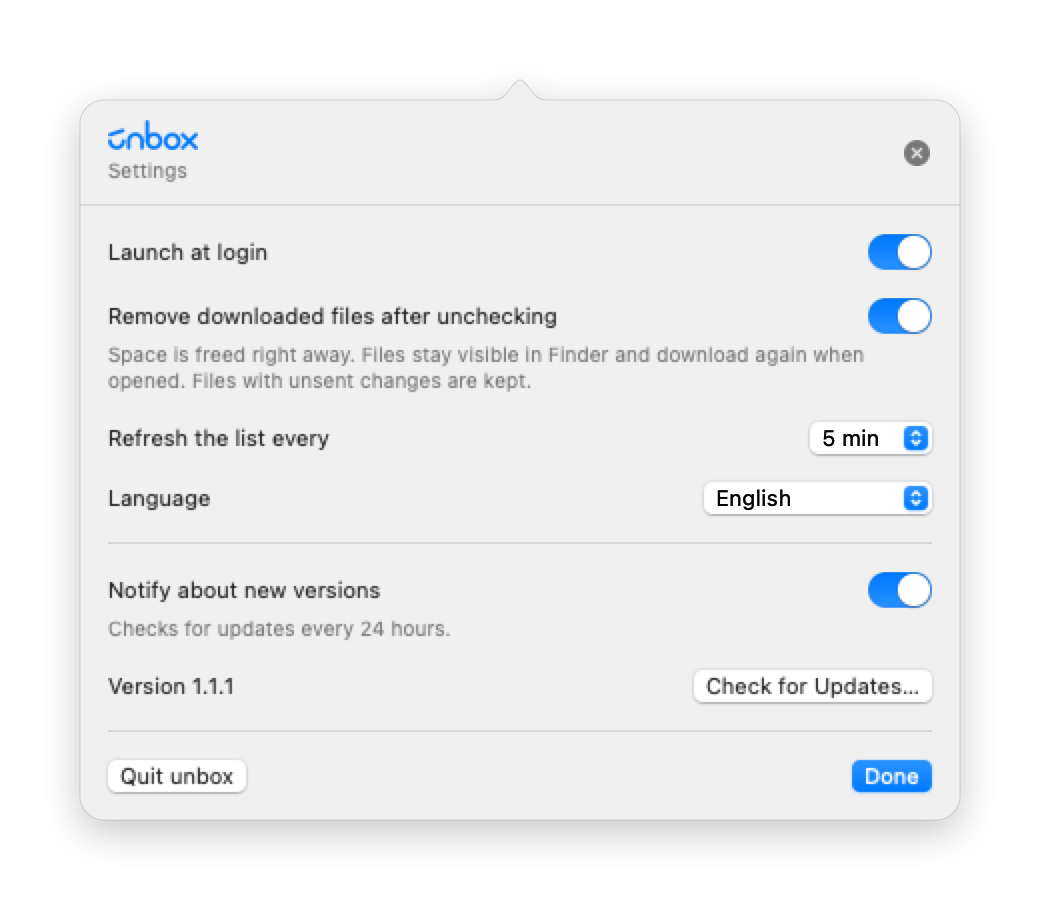 unbox
Settings
Launch at login
Remove downloaded files after unchecking
Space is freed right away. Files stay visible in Finder and download again when
opened. Files with unsent changes are kept.
Refresh the list every
5 min
Language
English
Notify about new versions
Checks for updates every 24 hours.
Version 1.1.1
Check for Updates...
Quit unbox
Done